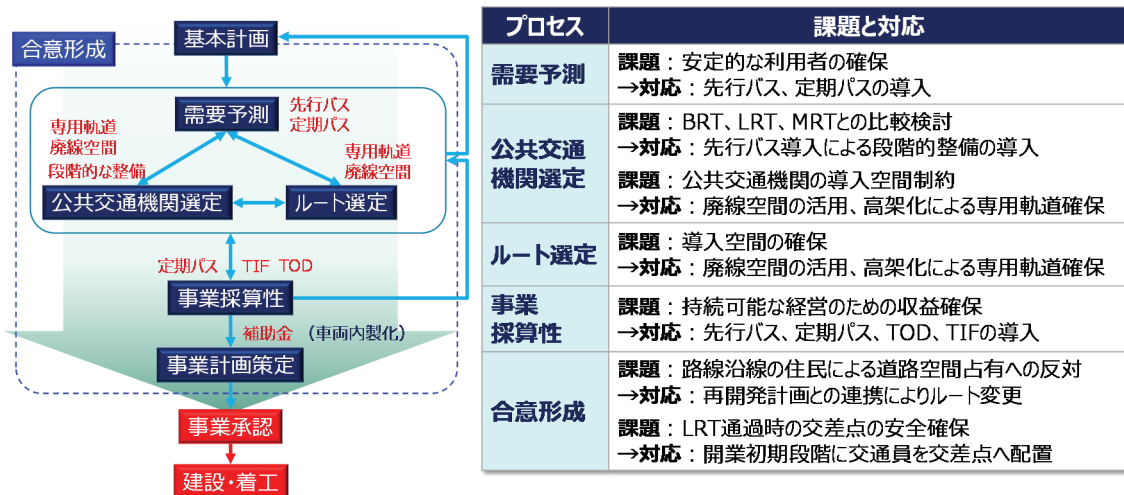 合意形成
基本計画
需要予測
先行バス
定期パス
専用軌道
廃線空間
段階的な整備
専用軌道
廃線空間
公共交通機関選定
ルート選定
定期パス TIF TOD
事業採算性
補助金 (車両内製化)
事業計画策定
事業承認
建設・着工
プロセス 課題と対応
需要予測
課題:安定的な利用者の確保
→対応:先行バス、定期パスの導入
公共交通
機関選定
課題:BRT、LRT、MRTとの比較検討
→対応:先行バス導入による段階的整備の導入
課題:公共交通機関の導入空間制約
→対応:廃線空間の活用、高架化による専用軌道確保
ルート選定
課題:導入空間の確保
→対応:廃線空間の活用、高架化による専用軌道確保
事業
採算性
課題:持続可能な経営のための収益確保
→対応:先行バス、定期パス、TOD、TIFの導入
合意形成
課題:路線沿線の住民による道路空間占有への反対
→対応:再開発計画との連携によりルート変更
課題:LRT通過時の交差点の安全確保
→対応:開業初期段階に交通員を交差点へ配置